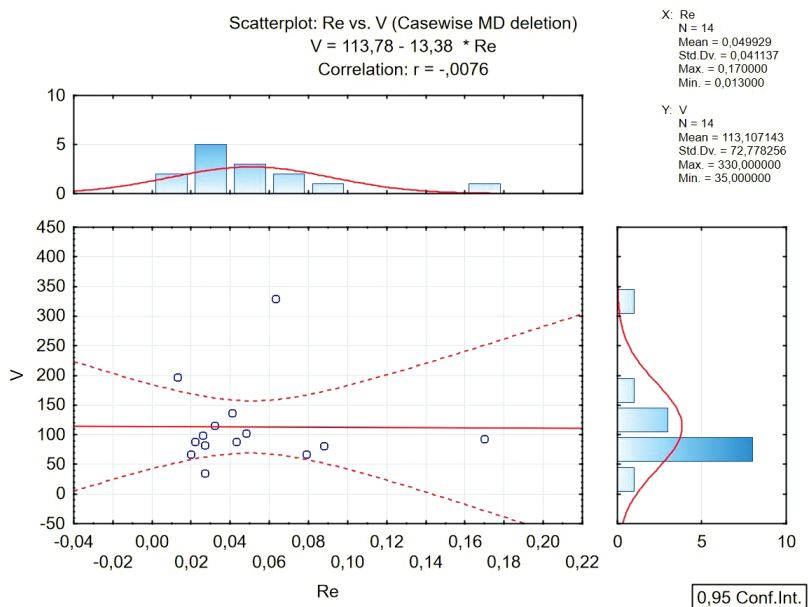 Scatterplot: Re vs. V (Casewise MD deletion)
V = 113,78 - 13,38 * Re
Correlation: r = -,0076
X: Re
N = 14
Mean = 0,049929
Std.Dv. = 0,041137
Max. = 0,170000
Min. = 0,013000
Y: V
N = 14
Mean = 113,107143
Std.Dv. = 72,778256
Max. = 330,000000
Min. = 35,000000
10
5
0
450
400
350
300
250
200
150
100
50
0
-50
V
-0,04 0,00 0,04 0,08 0,12 0,16 0,20
-0,02 0,02 0,06 0,10 0,14 0,18 0,22
Re
0 5 10
0,95 Conf.Int.